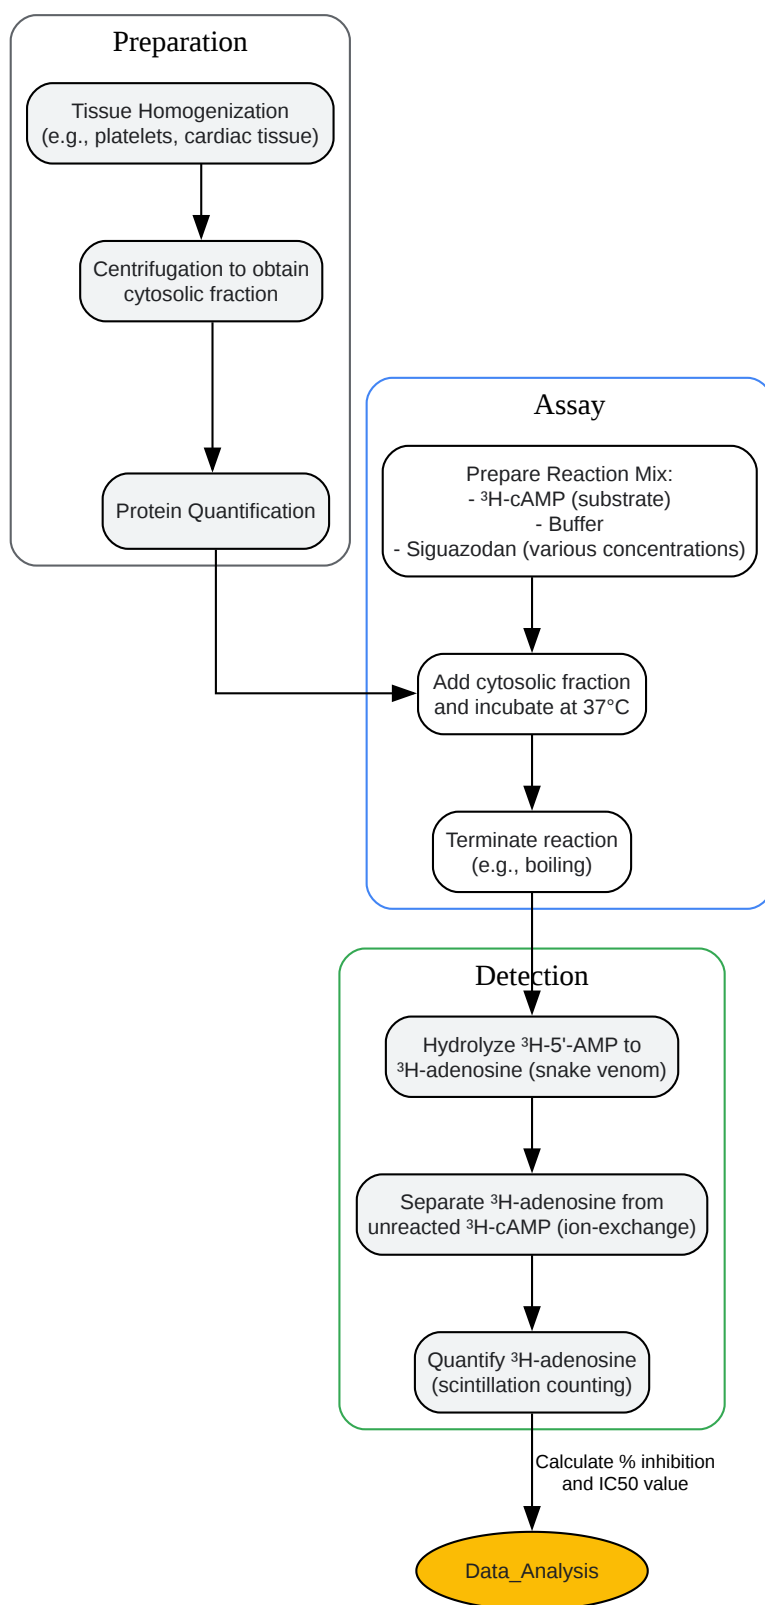 Preparation
Tissue Homogenization
(e.g., platelets, cardiac tissue)
Centrifugation to obtain
cytosolic fraction
Protein Quantification
Assay
Prepare Reaction Mix:
- ³H-cAMP (substrate)
- Buffer
- Siguazodan (various concentrations)
Add cytosolic fraction
and incubate at 37°C
Terminate reaction
(e.g., boiling)
Detection
Hydrolyze ³H-5'-AMP to
³H-adenosine (snake venom)
Separate ³H-adenosine from
unreacted ³H-cAMP (ion-exchange)
Quantify ³H-adenosine
(scintillation counting)
Calculate % inhibition
and IC50 value
Data_Analysis